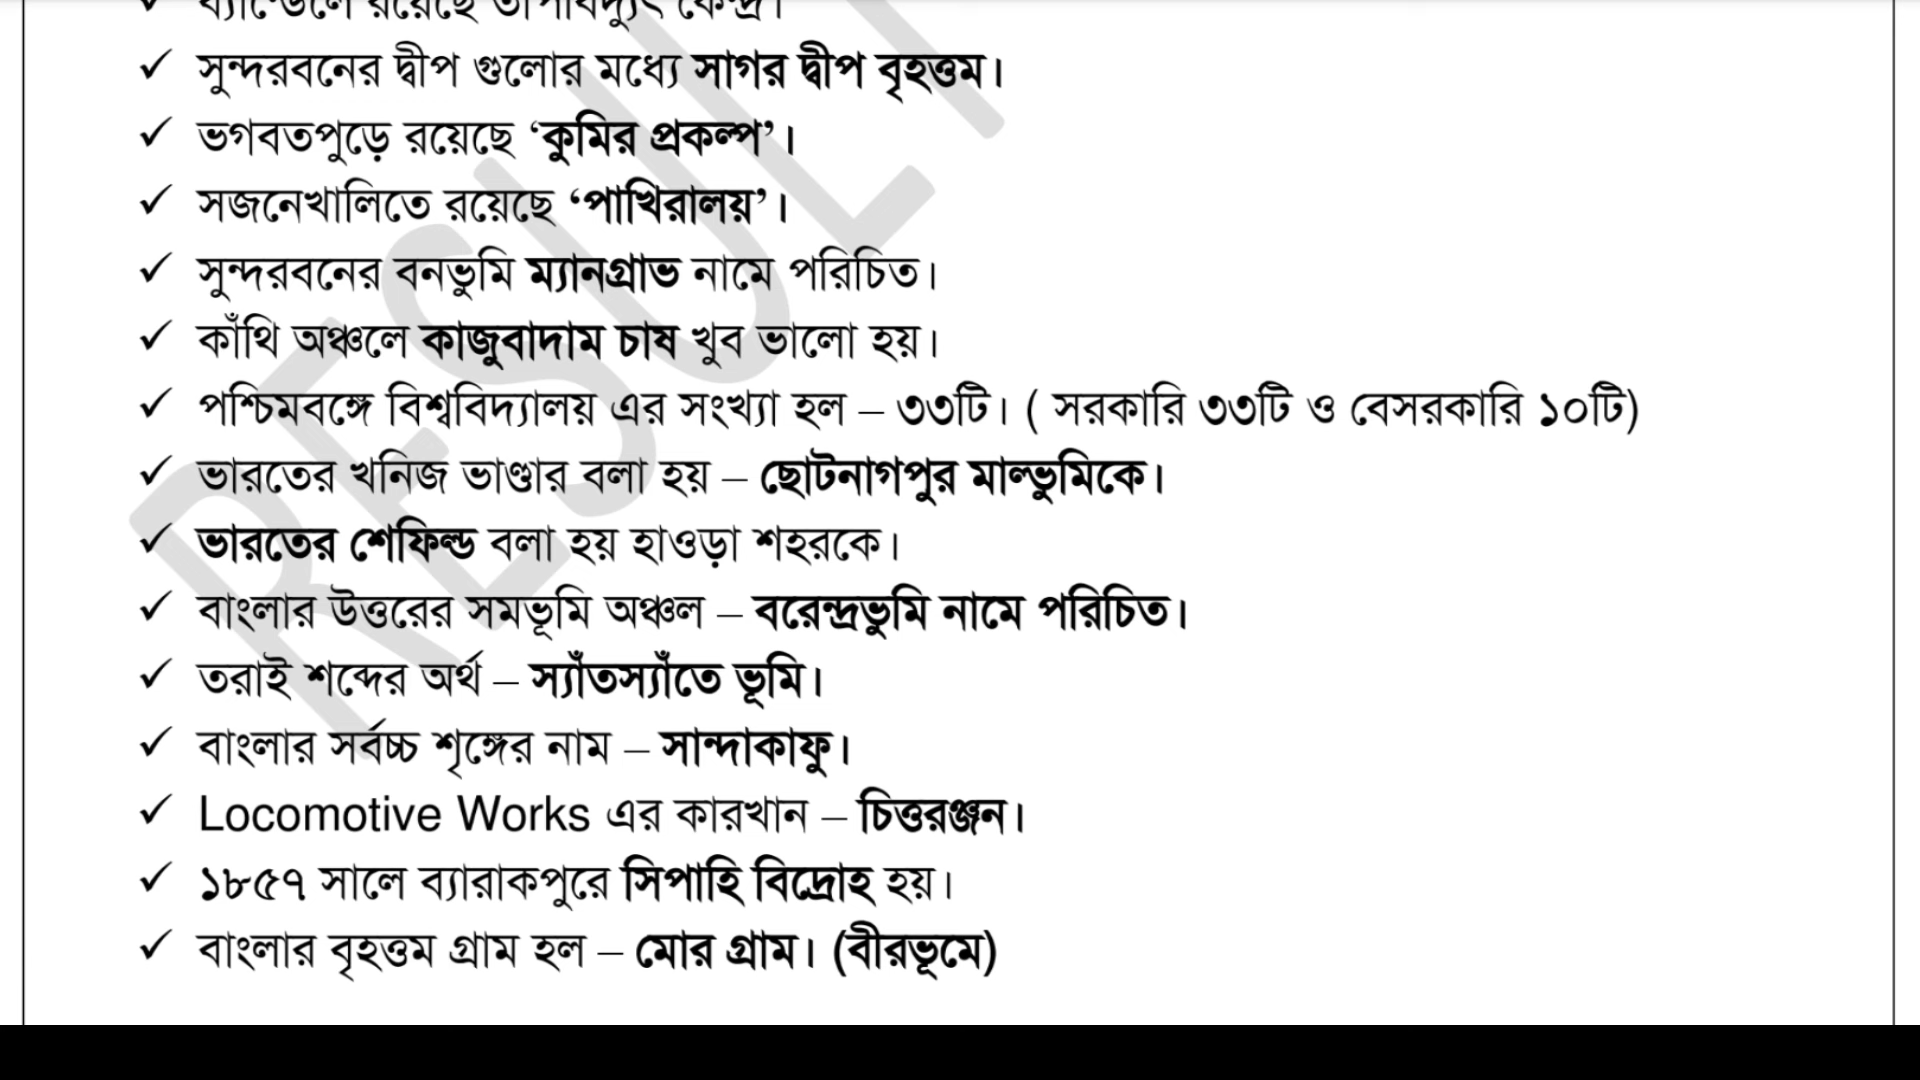 ✓ ব্যান্ডেলে রয়েছে তাপবিদ্যুৎ কেন্দ্র।
✓ সুন্দরবনের দ্বীপ গুলোর মধ্যে সাগর দ্বীপ বৃহত্তম।
✓ ভগবতপুড়ে রয়েছে ‘কুমির প্রকল্প’।
✓ সজনেখালিতে রয়েছে ‘পাখিরালয়’।
✓ সুন্দরবনের বনভুমি ম্যানগ্রাভ নামে পরিচিত।
✓ কাঁথি অঞ্চলে কাজুবাদাম চাষ খুব ভালো হয়।
✓ পশ্চিমবঙ্গে বিশ্ববিদ্যালয় এর সংখ্যা হল – ৩৩টি। ( সরকারি ৩৩টি ও বেসরকারি ১০টি)
✓ ভারতের খনিজ ভাণ্ডার বলা হয় – ছোটনাগপুর মাল্ভুমিকে।
✓ ভারতের শেফিল্ড বলা হয় হাওড়া শহরকে।
✓ বাংলার উত্তরের সমভূমি অঞ্চল – বরেন্দ্রভুমি নামে পরিচিত।
✓ তরাই শব্দের অর্থ – স্যাঁতস্যাঁতে ভূমি।
✓ বাংলার সর্বচ্চ শৃঙ্গের নাম – সান্দাকাফু।
✓ Locomotive Works এর কারখান – চিত্তরঞ্জন।
✓ ১৮৫৭ সালে ব্যারাকপুরে সিপাহি বিদ্রোহ হয়।
✓ বাংলার বৃহত্তম গ্রাম হল – মোর গ্রাম। (বীরভূমে)
RESULT